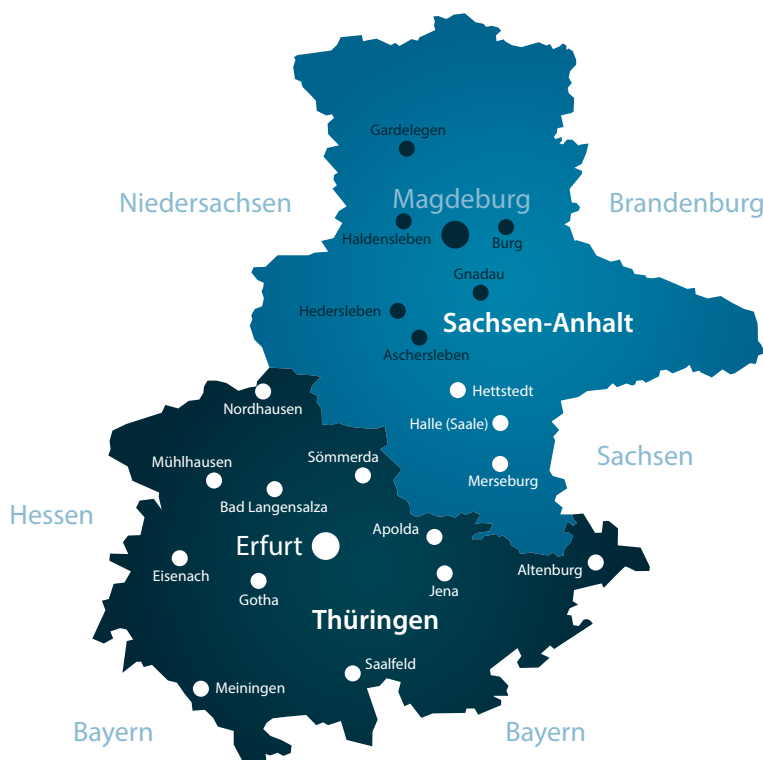 Gardelegen
Niedersachsen
Magdeburg
Brandenburg
Haldensleben
Burg
Gnadau
Hedersleben
Sachsen-Anhalt
Aschersleben
Hettstedt
Nordhausen
Halle (Saale)
Sömmerda
Mühlhausen
Sachsen
Merseburg
Bad Langensalza
Hessen
Apolda
Erfurt
Eisenach
Altenburg
Gotha
Jena
Thüringen
Saalfeld
Meiningen
Bayern
Bayern